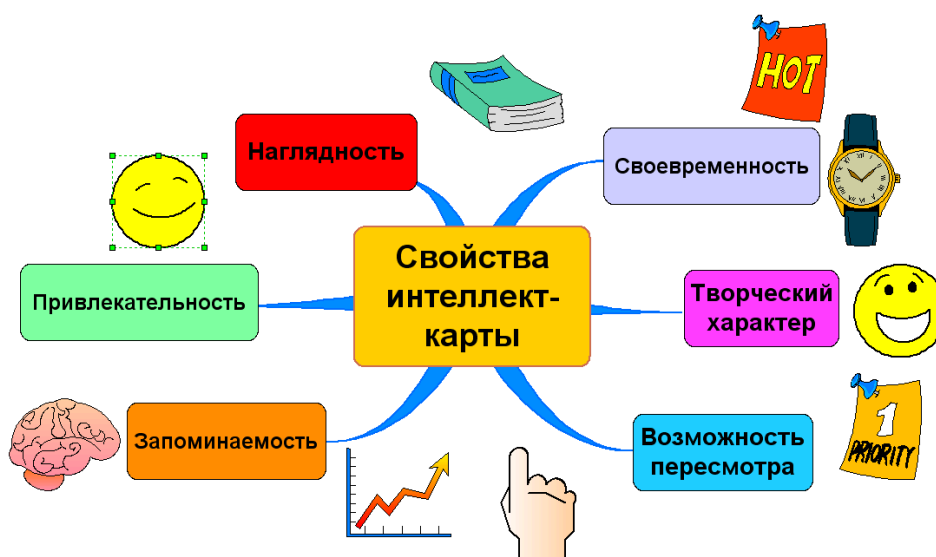 HOT
Наглядность
Своевременность
Свойства
интеллект-
карты
Привлекательность
Творческий
характер
Запоминаемость
Возможность
пересмотра
1
PRIORITY